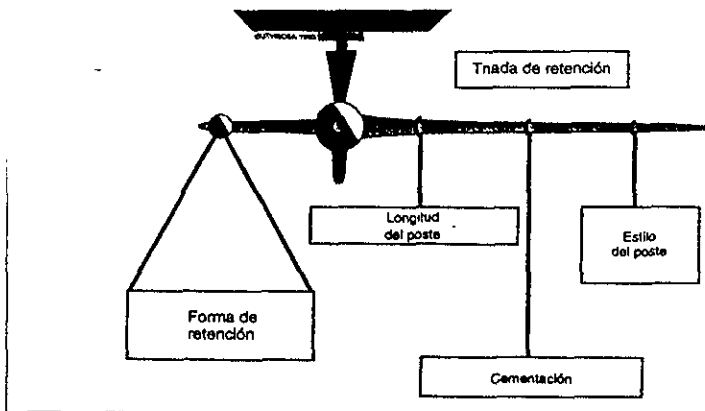 Tnada de retención
Longitud
del poste
Estilo
del poste
Forma de
retención
Cementación